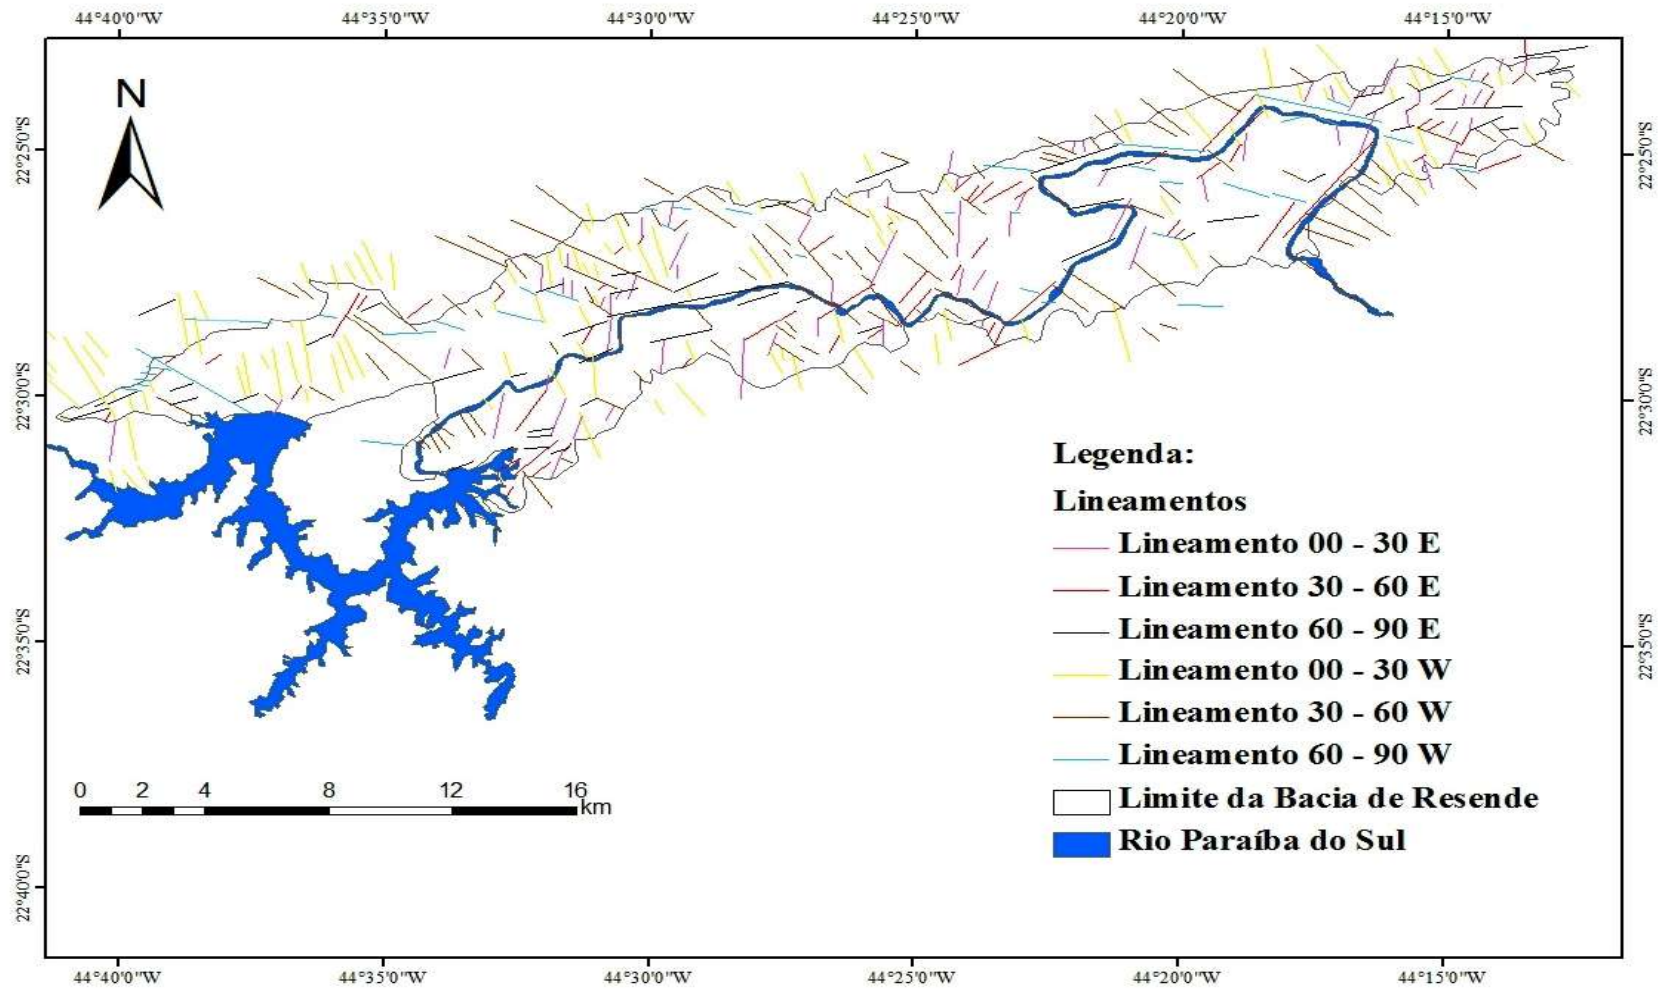 44°40'0"W 44°35'0"W 44°30'0"W 44°25'0"W 44°20'0"W 44°15'0"W
N
22°25'0"S
22°25'0"S
22°30'0"S
22°30'0"S
Legenda:
Lineamentos
Lineamento 00 - 30 E
Lineamento 30 - 60 E
Lineamento 60 - 90 E
Lineamento 00 - 30 W
Lineamento 30 - 60 W
Lineamento 60 - 90 W
Limite da Bacia de Resende
Rio Paraíba do Sul
22°35'0"S
22°35'0"S
0 2 4 8 12 16
km
22°40'0"S
22°40'0"S
44°40'0"W 44°35'0"W 44°30'0"W 44°25'0"W 44°20'0"W 44°15'0"W